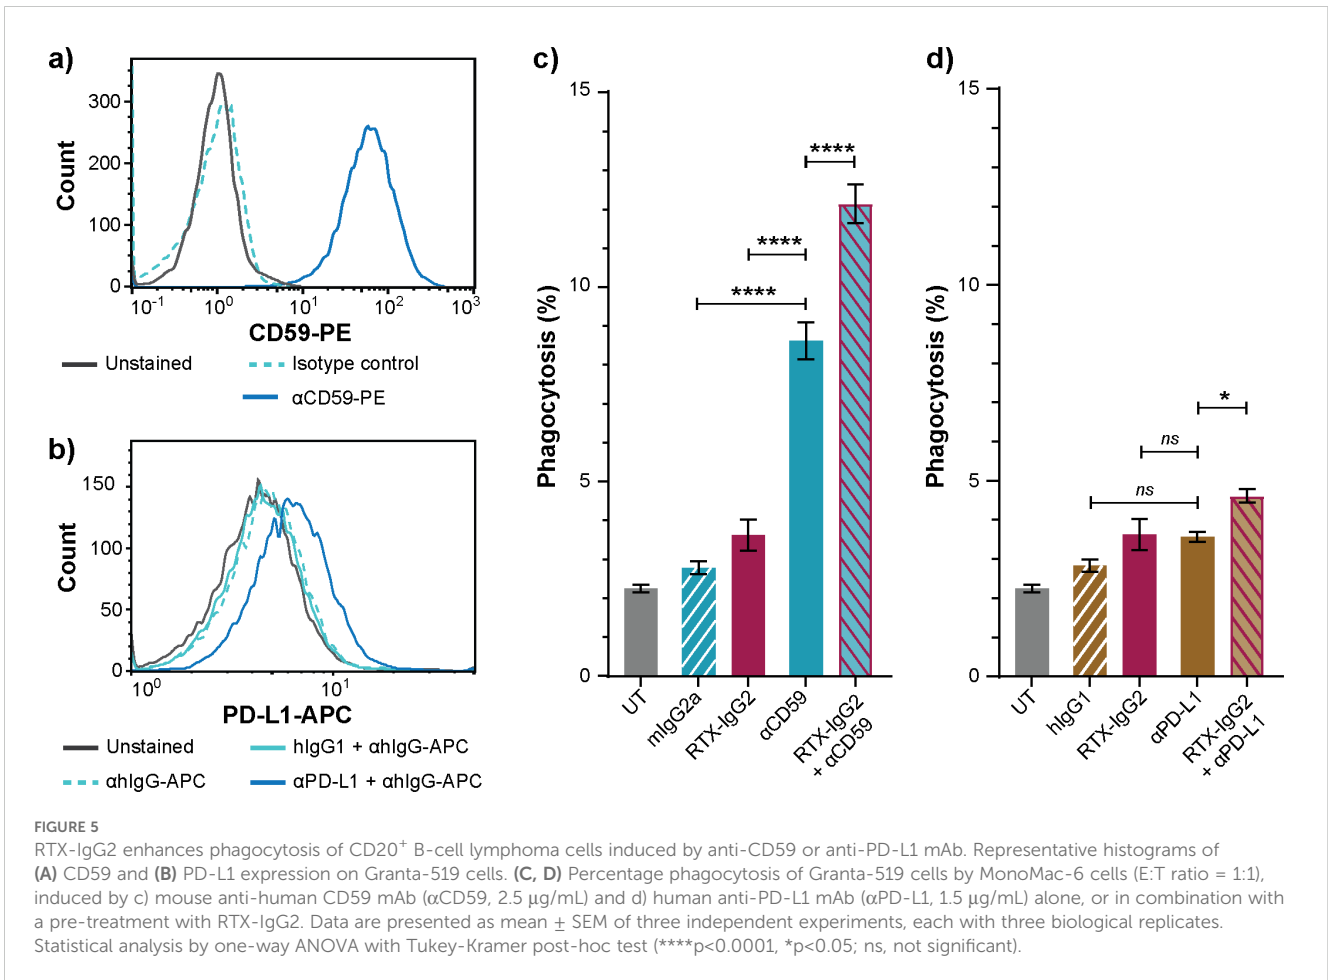 a)
Count
300
200
100
0
10-1
100
101
102
103
CD59-PE
Unstained
Isotype control
αCD59-PE
b)
Count
150
100
50
0
100
101
PD-L1-APC
Unstained
hIgG1 + αhIgG-APC
αhIgG-APC
αPD-L1 + αhIgG-APC
c)
Phagocytosis (%)
15
10
5
0
****
****
****
UT
mIgG2a
RTX-IgG2
αCD59
RTX-IgG2
+ αCD59
d)
Phagocytosis (%)
15
10
5
0
*
ns
ns
UT
hIgG1
RTX-IgG2
αPD-L1
RTX-IgG2
+ αPD-L1
FIGURE 5
RTX-IgG2 enhances phagocytosis of CD20+ B-cell lymphoma cells induced by anti-CD59 or anti-PD-L1 mAb. Representative histograms of
(A) CD59 and (B) PD-L1 expression on Granta-519 cells. (C, D) Percentage phagocytosis of Granta-519 cells by MonoMac-6 cells (E:T ratio = 1:1),
induced by c) mouse anti-human CD59 mAb (αCD59, 2.5 μg/mL) and d) human anti-PD-L1 mAb (αPD-L1, 1.5 μg/mL) alone, or in combination with
a pre-treatment with RTX-IgG2. Data are presented as mean ± SEM of three independent experiments, each with three biological replicates.
Statistical analysis by one-way ANOVA with Tukey-Kramer post-hoc test (****p<0.0001, *p<0.05; ns, not significant).